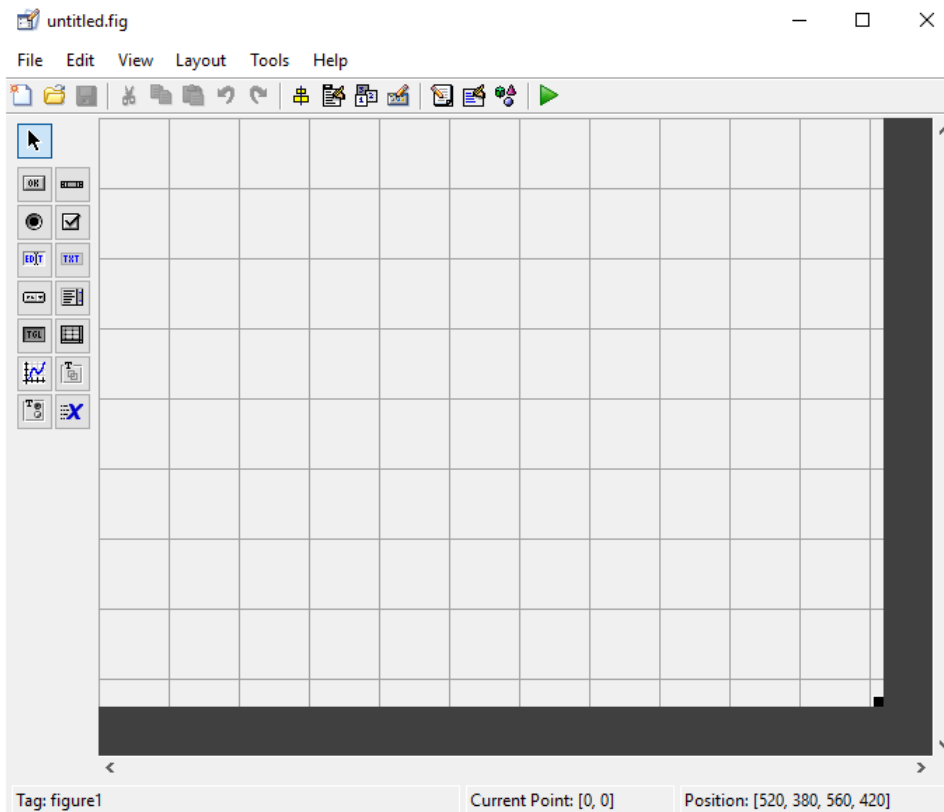 untitled.fig
File Edit View Layout Tools Help
OK
EDIT TXT
TGL
T
T X
Tag: figure1 Current Point: [0, 0] Position: [520, 380, 560, 420]